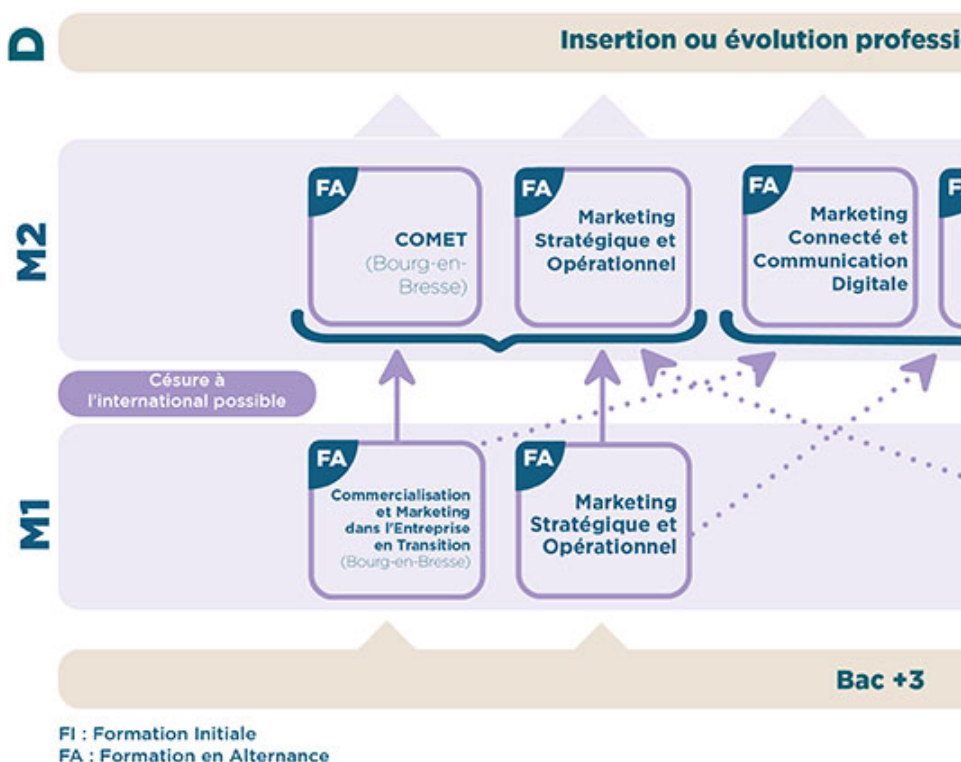 D
Insertion ou évolution professi
M2
FA
COMET
(Bourg-en-
Bresse)
FA
Marketing
Stratégique et
Opérationnel
FA
Marketing
Connecté et
Communication
Digitale
F
Césure à
l'international possible
M1
FA
Commercialisation
et Marketing
dans l'Entreprise
en Transition
(Bourg-en-Bresse)
FA
Marketing
Stratégique et
Opérationnel
Bac +3
FI : Formation Initiale
FA : Formation en Alternance